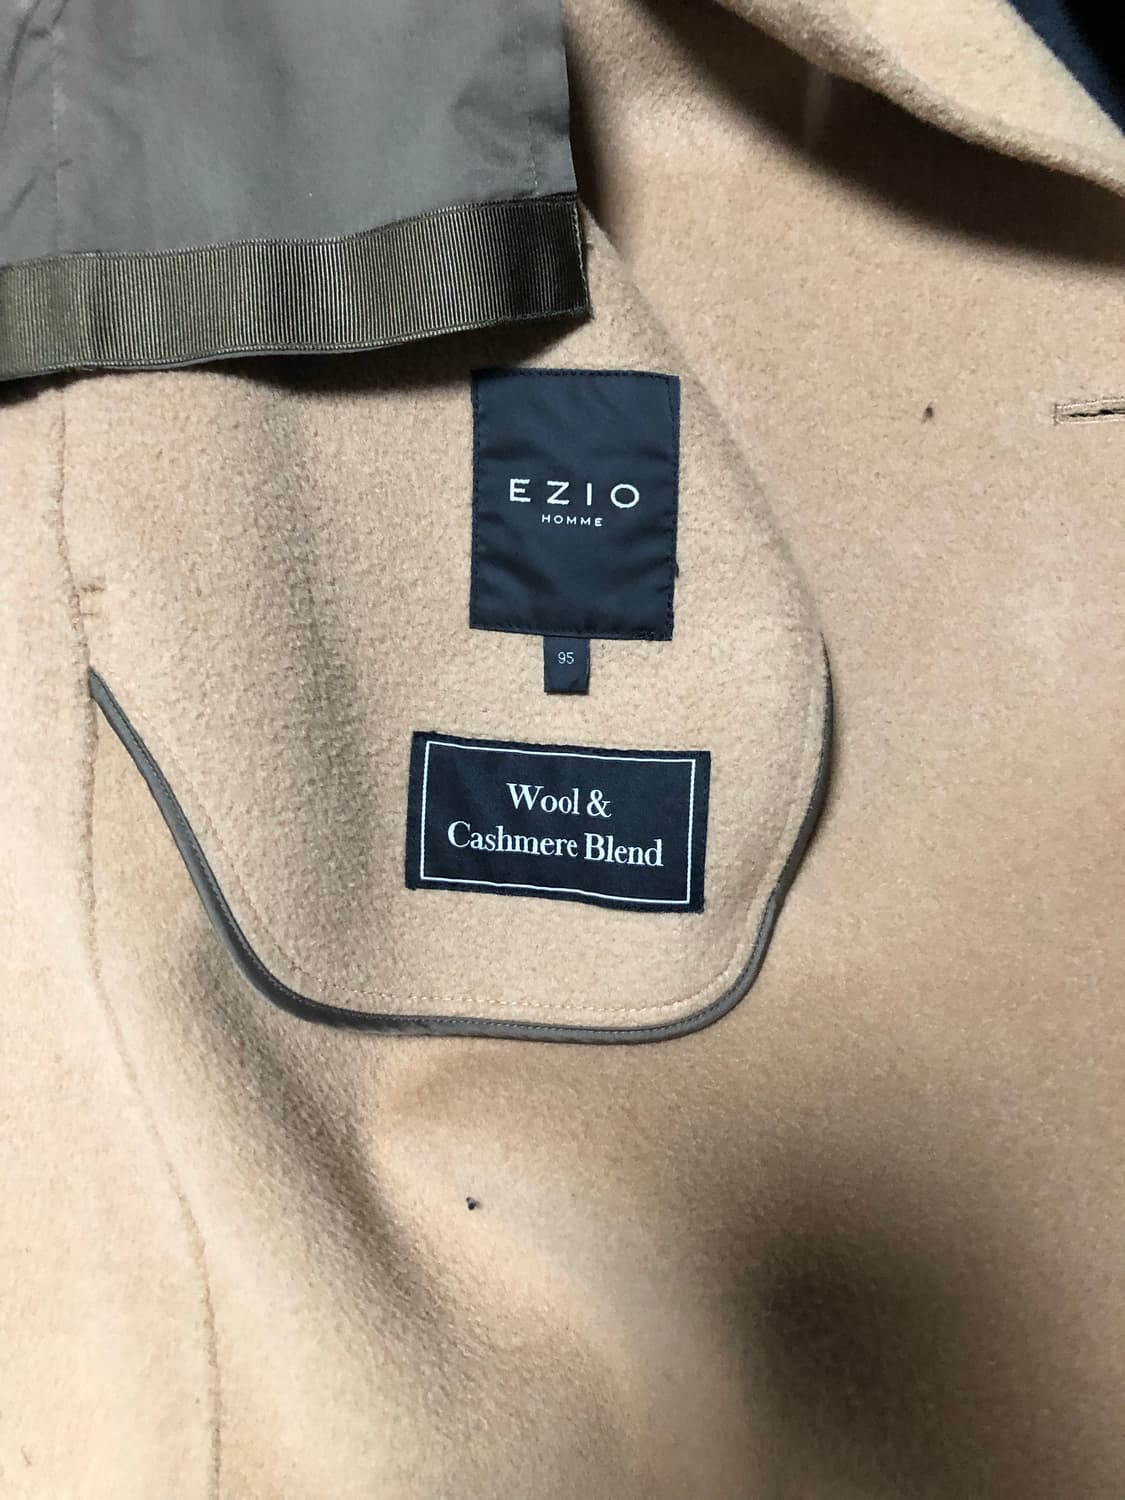 EZIO
HOMME
95
Wool &
Cashmere Blend